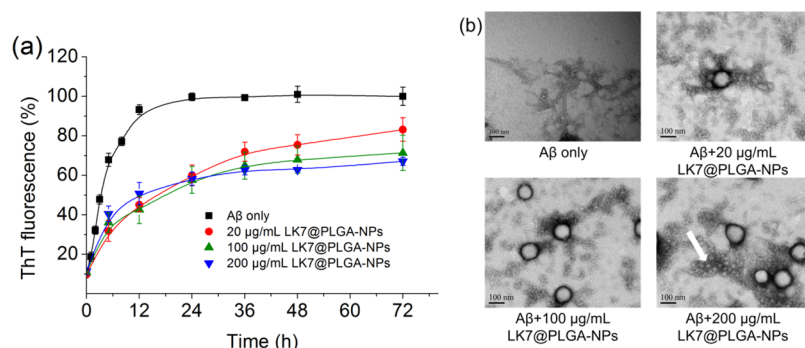 (a)
ThT fluorescence (%)
120
100
80
60
40
20
0 12 24 36 48 60 72
Time (h)
Aβ only
20 μg/mL LK7@PLGA-NPs
100 μg/mL LK7@PLGA-NPs
200 μg/mL LK7@PLGA-NPs
(b)
100 nm
Aβ only
100 nm
Aβ+20 μg/mL
LK7@PLGA-NPs
100 nm
Aβ+100 μg/mL
LK7@PLGA-NPs
100 nm
Aβ+200 μg/mL
LK7@PLGA-NPs